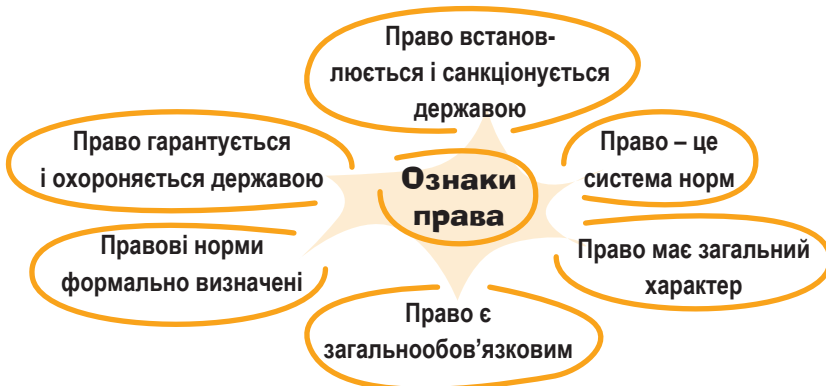 Право встанов-
люється і санкціонується
державою
Право гарантується
і охороняється державою
Право – це
система норм
Ознаки
права
Правові норми
формально визначені
Право має загальний
характер
Право є
загальнообов’язковим